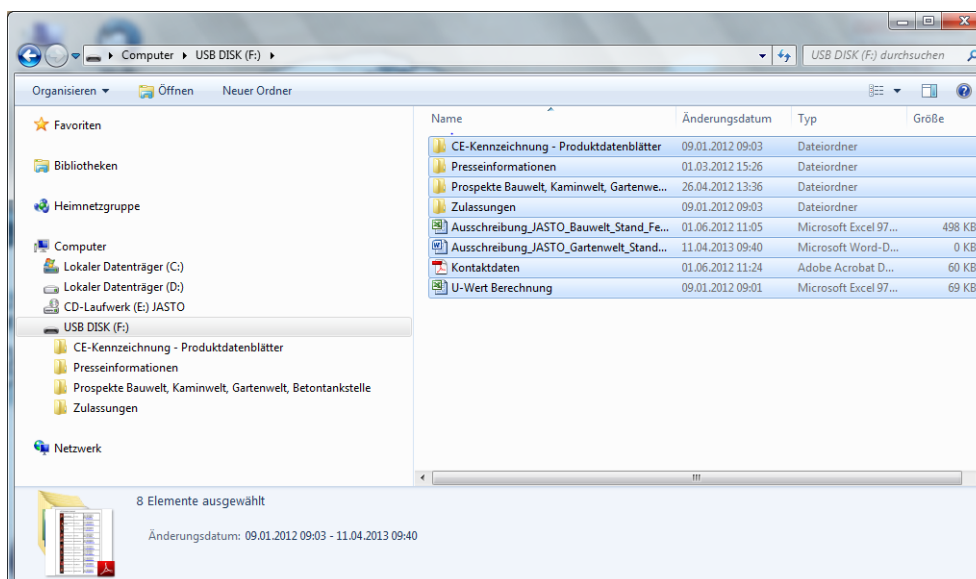 Computer USB DISK (F:)
USB DISK (F:) durchsuchen
Organisieren Öffnen Neuer Ordner
Favoriten
Bibliotheken
Heimnetzgruppe
Computer
Lokaler Datenträger (C:)
Lokaler Datenträger (D:)
CD-Laufwerk (E:) JASTO
USB DISK (F:)
CE-Kennzeichnung - Produktdatenblätter
Presseinformationen
Prospekte Bauwelt, Kaminwelt, Gartenwelt, Betontankstelle
Zulassungen
Netzwerk
Name Änderungsdatum Typ Größe
CE-Kennzeichnung - Produktdatenblätter 09.01.2012 09:03 Dateiordner
Presseinformationen 01.03.2012 15:26 Dateiordner
Prospekte Bauwelt, Kaminwelt, Gartenwe... 26.04.2012 13:36 Dateiordner
Zulassungen 09.01.2012 09:03 Dateiordner
Ausschreibung_JASTO_Bauwelt_Stand_Fe... 01.06.2012 11:05 Microsoft Excel 97... 498 KB
Ausschreibung_JASTO_Gartenwelt_Stand... 11.04.2013 09:40 Microsoft Word-D... 0 KB
Kontaktdaten 01.06.2012 11:24 Adobe Acrobat D... 60 KB
U-Wert Berechnung 09.01.2012 09:01 Microsoft Excel 97... 69 KB
8 Elemente ausgewählt
Änderungsdatum: 09.01.2012 09:03 - 11.04.2013 09:40